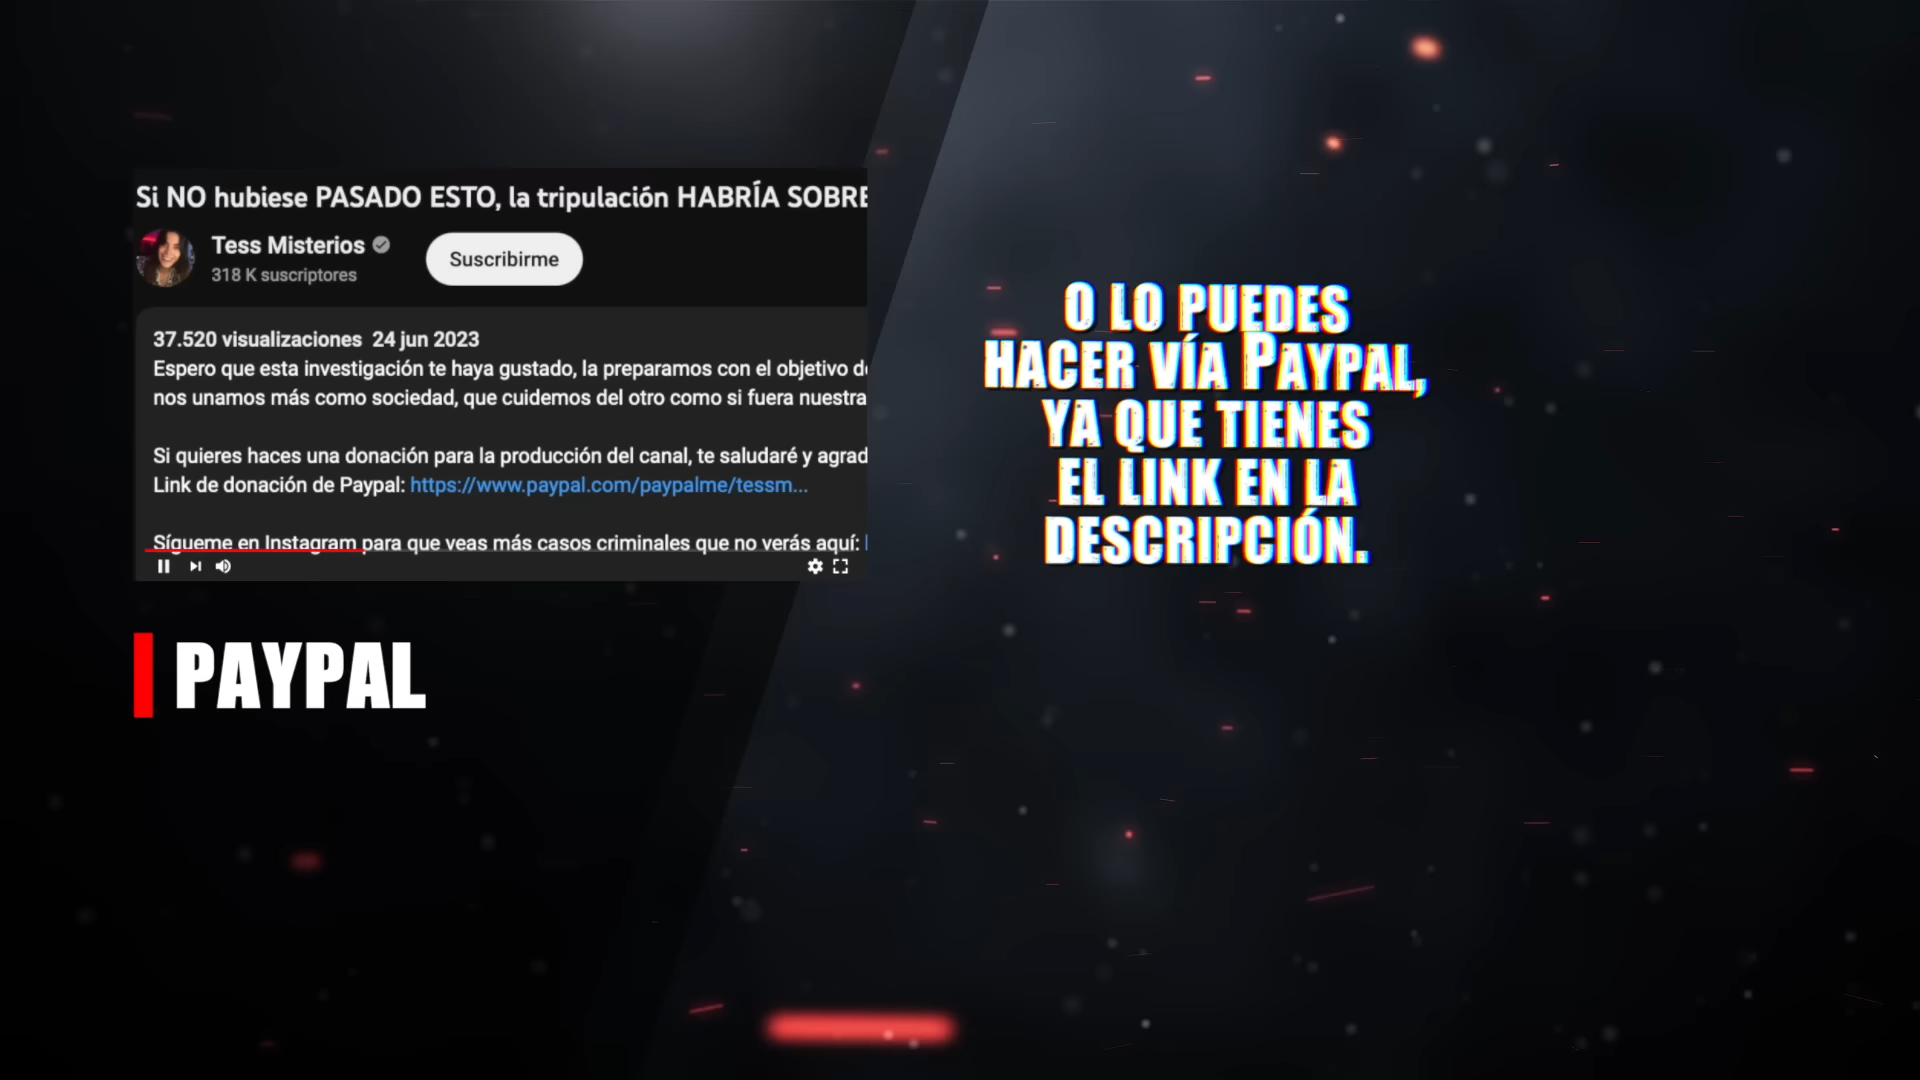 Si NO hubiese PASADO ESTO, la tripulación HABRÍA SOBRE
Tess Misterios
318 K suscriptores
Suscribirme
37.520 visualizaciones 24 jun 2023
Espero que esta investigación te haya gustado, la preparamos con el objetivo de
nos unamos más como sociedad, que cuidemos del otro como si fuera nuestra
Si quieres haces una donación para la producción del canal, te saludaré y agrad
Link de donación de Paypal: https://www.paypal.com/paypalme/tessm...
Sígueme en Instagram para que veas más casos criminales que no verás aquí:
PAYPAL
O LO PUEDES
HACER VÍA PAYPAL,
YA QUE TIENES
EL LINK EN LA
DESCRIPCIÓN.